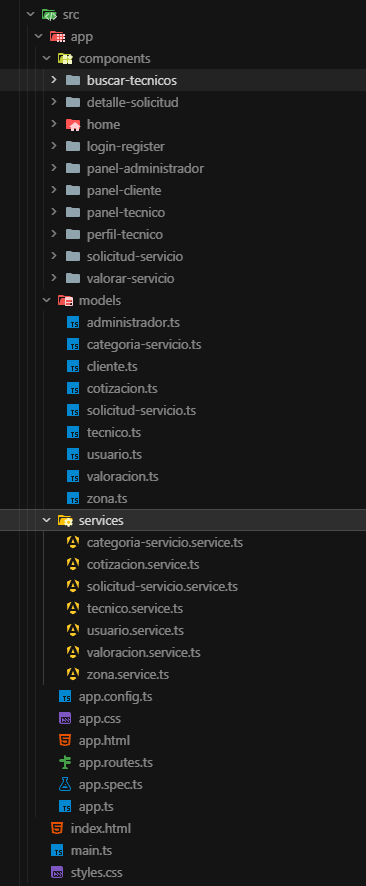 src
app
components
buscar-tecnicos
detalle-solicitud
home
login-register
panel-administrador
panel-cliente
panel-tecnico
perfil-tecnico
solicitud-servicio
valorar-servicio
models
TS administrador.ts
TS categoria-servicio.ts
TS cliente.ts
TS cotizacion.ts
TS solicitud-servicio.ts
TS tecnico.ts
TS usuario.ts
TS valoracion.ts
TS zona.ts
services
categoria-servicio.service.ts
cotizacion.service.ts
solicitud-servicio.service.ts
tecnico.service.ts
usuario.service.ts
valoracion.service.ts
zona.service.ts
TS app.config.ts
CSS app.css
app.html
app.routes.ts
app.spec.ts
TS app.ts
index.html
TS main.ts
CSS styles.css